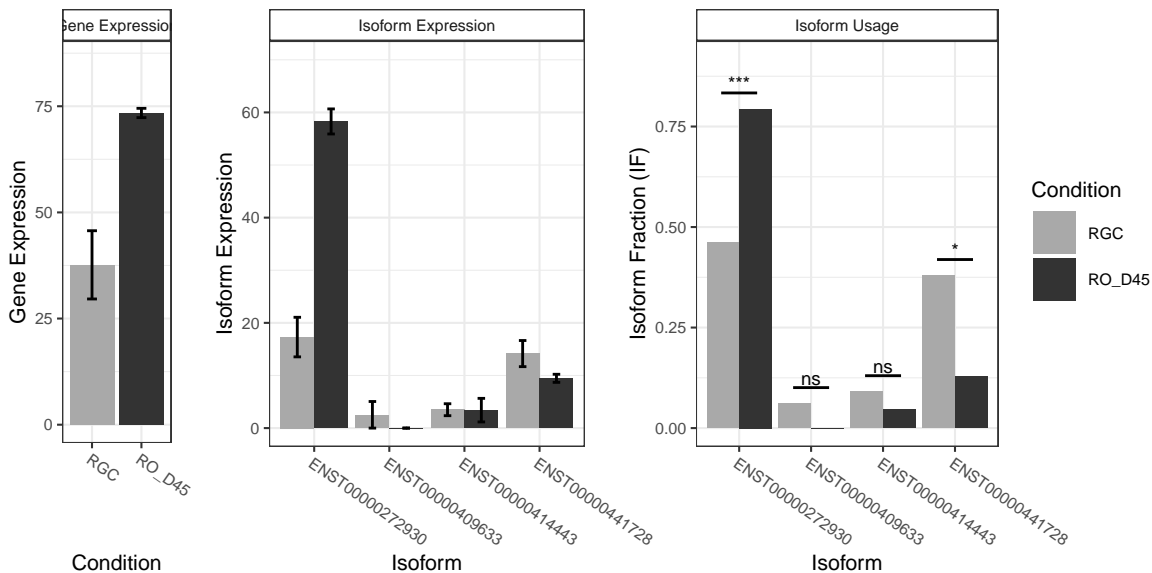 Gene Expression
Gene Expression
75
50
25
0
RGC
RO_D45
Condition
Isoform Expression
Isoform Expression
60
40
20
0
ENST00000272930
ENST00000409633
ENST00000414443
ENST00000441728
Isoform
Isoform Usage
Isoform Fraction (IF)
0.75
0.50
0.25
0.00
***
ns
ns
*
ENST00000272930
ENST00000409633
ENST00000414443
ENST00000441728
Isoform
Condition
RGC
RO_D45